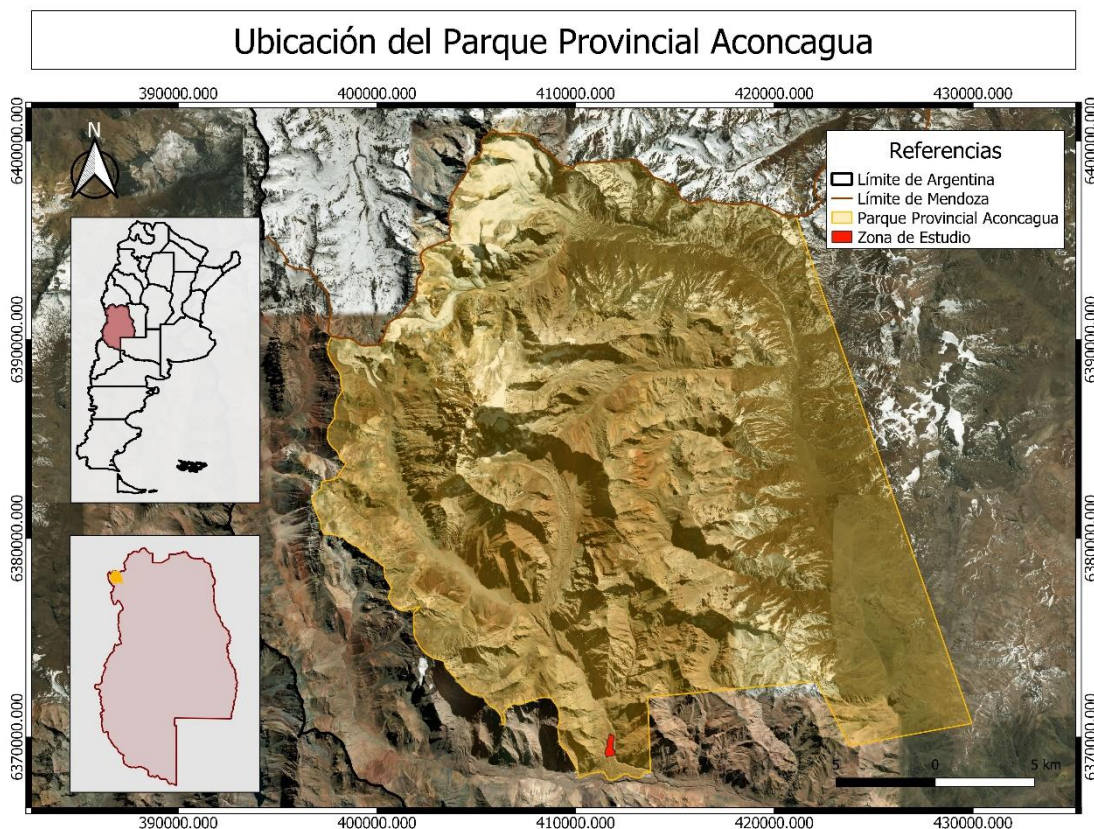 Ubicación del Parque Provincial Aconcagua
390000.000 400000.000 410000.000 420000.000 430000.000
6400000.000
6390000.000
6380000.000
6370000.000
N
Referencias
Límite de Argentina
Límite de Mendoza
Parque Provincial Aconcagua
Zona de Estudio
6400000.000
6390000.000
6380000.000
6370000.000
5 0 5 km
390000.000 400000.000 410000.000 420000.000 430000.000